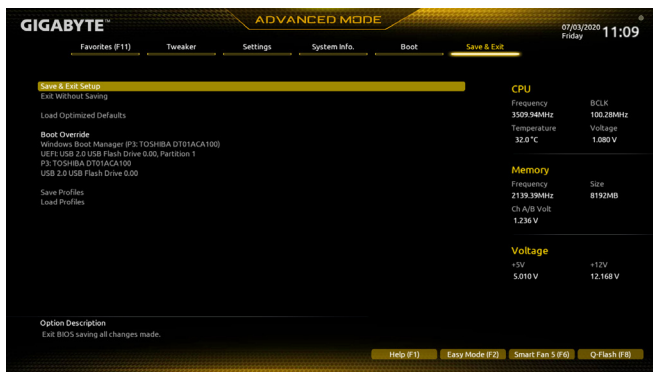 GIGABYTE™
ADVANCED MODE
07/03/2020
Friday
11:09
Favorites (F11) Tweaker Settings System Info. Boot Save & Exit
Save & Exit Setup
Exit Without Saving
Load Optimized Defaults
Boot Override
Windows Boot Manager (P3: TOSHIBA DT01ACA100)
UEFI: USB 2.0 USB Flash Drive 0.00, Partition 1
P3: TOSHIBA DT01ACA100
USB 2.0 USB Flash Drive 0.00
Save Profiles
Load Profiles
CPU
Frequency BCLK
3509.94MHz 100.28MHz
Temperature Voltage
32.0 °C 1.080 V
Memory
Frequency Size
2139.39MHz 8192MB
Ch A/B Volt
1.236 V
Voltage
+5V +12V
5.010 V 12.168 V
Option Description
Exit BIOS saving all changes made.
Help (F1) Easy Mode (F2) Smart Fan 5 (F6) Q-Flash (F8)